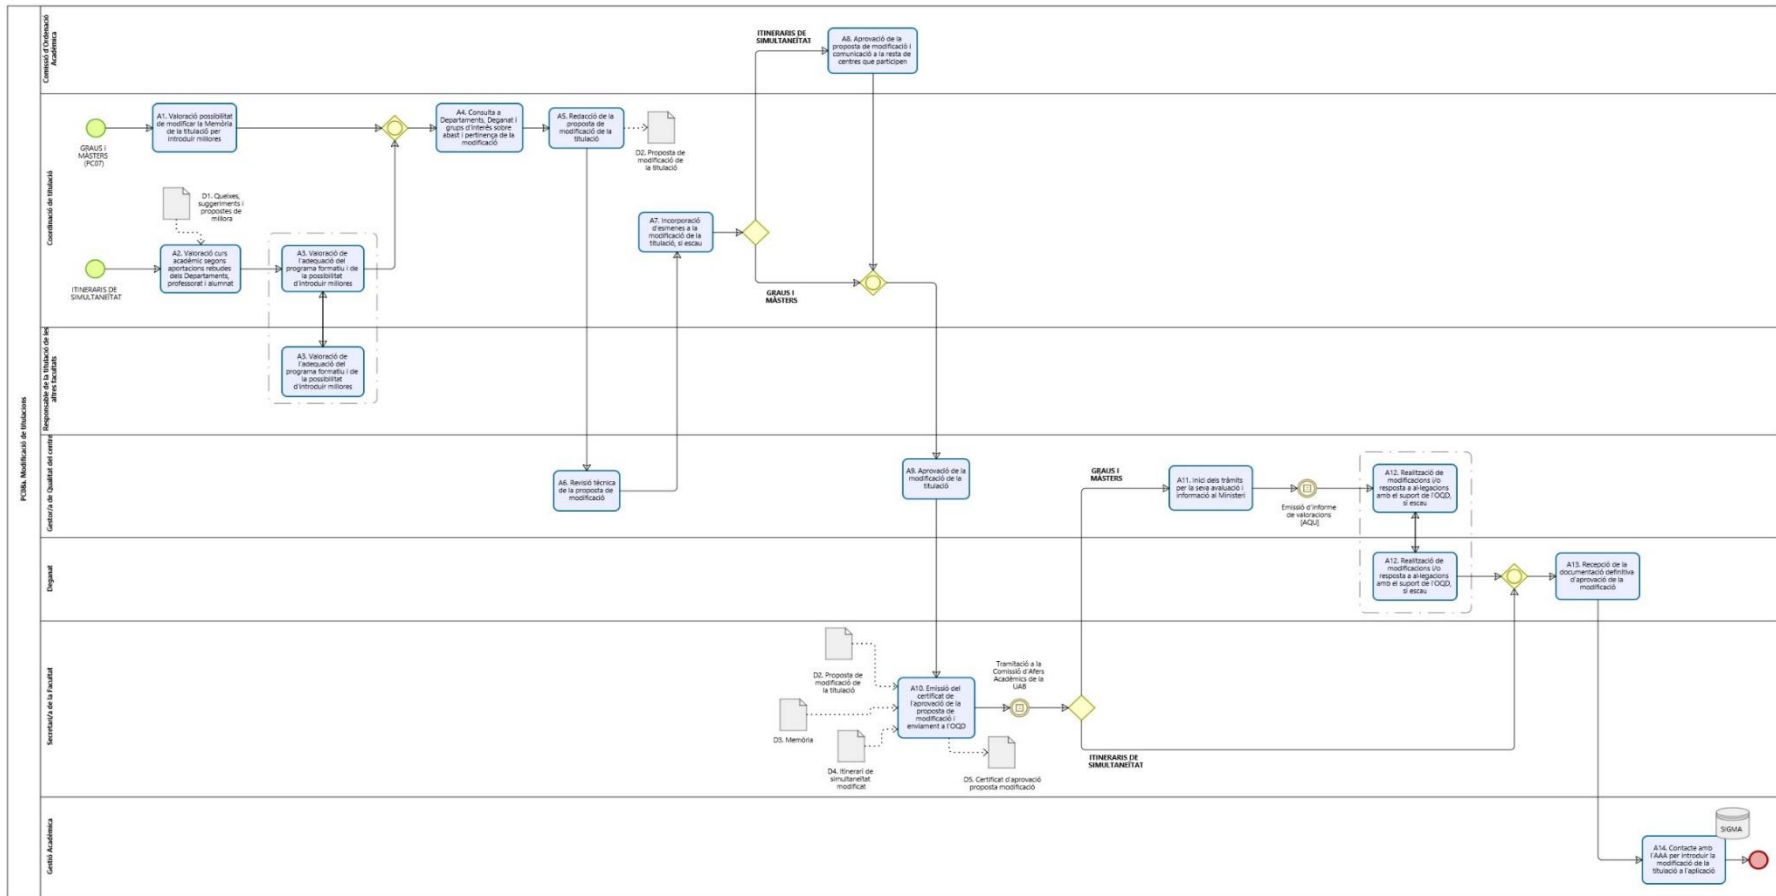 PC08a. Modificació de titulacions
Comissió d'Ordenació
Acadèmica
ITINERARIS DE
SIMULTANEÏTAT
A8. Aprovació de la
proposta de modificació i
comunicació a la resta de
centres que participen
Coordinació de titulació
GRAUS i
MÀSTERS
(PC07)
A1. Valoració possibilitat
de modificar la Memòria
de la titulació per
introduir millores
A4. Consulta a
Departaments, Deganat i
grups d'interès sobre
abast i pertinença de la
modificació
A5. Redacció de la
proposta de
modificació de la
titulació
D2. Proposta de
modificació de
la titulació
D1. Queixes,
suggeriments i
propostes de
millora
ITINERARIS DE
SIMULTANEÏTAT
A2. Valoració curs
acadèmic segons
aportacions rebudes
dels Departaments,
professorat i alumnat
A3. Valoració de
l'adequació del
programa formatiu i de
la possibilitat
d'introduir millores
A7. Incorporació
d'esmenes a la
modificació de la
titulació, si escau
GRAUS I
MÀSTERS
Responsable de la titulació de les
altres facultats
A3. Valoració de
l'adequació del
programa formatiu i de
la possibilitat
d'introduir millores
Gestor/a de Qualitat del centre
A6. Revisió tècnica
de la proposta de
modificació
A9. Aprovació de la
modificació de la
titulació
GRAUS I
MÀSTERS
A11. Inici dels tràmits
per la seva avaluació i
informació al Ministeri
Emissió d'informe
de valoracions
[AQU]
A12. Realització de
modificacions i/o
resposta a al·legacions
amb el suport de l'OQD,
si escau
Deganat
A12. Realització de
modificacions i/o
resposta a al·legacions
amb el suport de l'OQD,
si escau
A13. Recepció de la
documentació definitiva
d'aprovació de la
modificació
Secretari/a de la Facultat
D2. Proposta de
modificació de
la titulació
D3. Memòria
D4. Itinerari de
simultaneïtat
modificat
A10. Emissió del
certificat de
l'aprovació de la
proposta de
modificació i
enviament a l'OQD
D5. Certificat d'aprovació
proposta modificació
Tramitació a la
Comissió d'Afers
Acadèmics de la
UAB
ITINERARIS DE
SIMULTANEÏTAT
Gestió Acadèmica
SIGMA
A14. Contacte amb
l'AAA per introduir la
modificació de la
titulació a l'aplicació